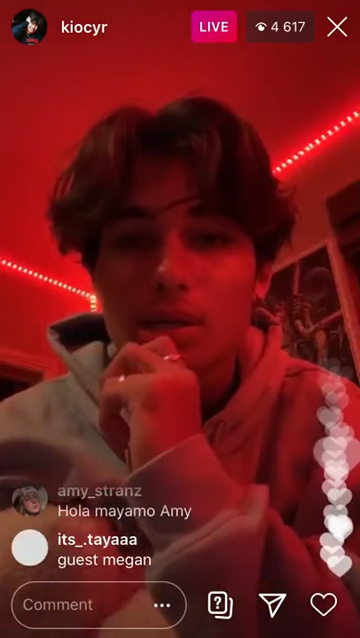 kiocyr
LIVE
4 617
amy_stranz
Hola mayamo Amy
its_.tayaaa
guest megan
Comment